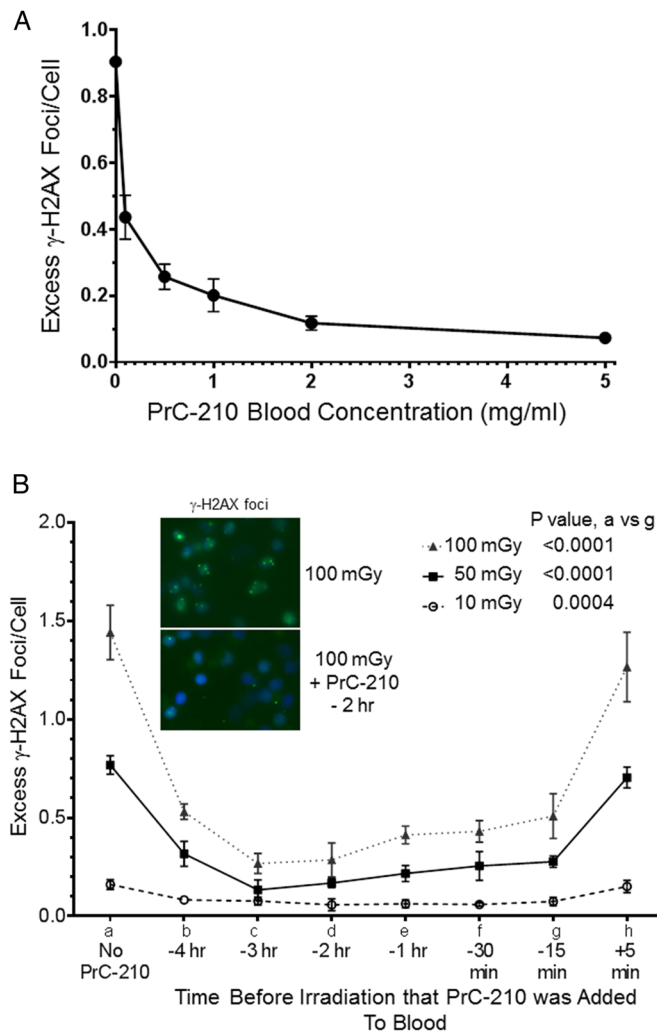 A
Excess γ-H2AX Foci/Cell
1.0
0.8
0.6
0.4
0.2
0.0
0 1 2 3 4 5
PrC-210 Blood Concentration (mg/ml)
B
Excess γ-H2AX Foci/Cell
2.0
1.5
1.0
0.5
0.0
γ-H2AX foci
100 mGy
100 mGy
+ PrC-210
- 2 hr
P value, a vs g
100 mGy <0.0001
50 mGy <0.0001
10 mGy 0.0004
a b c d e f g h
No -4 hr -3 hr -2 hr -1 hr -30 -15 +5
PrC-210 min min min
Time Before Irradiation that PrC-210 was Added
To Blood